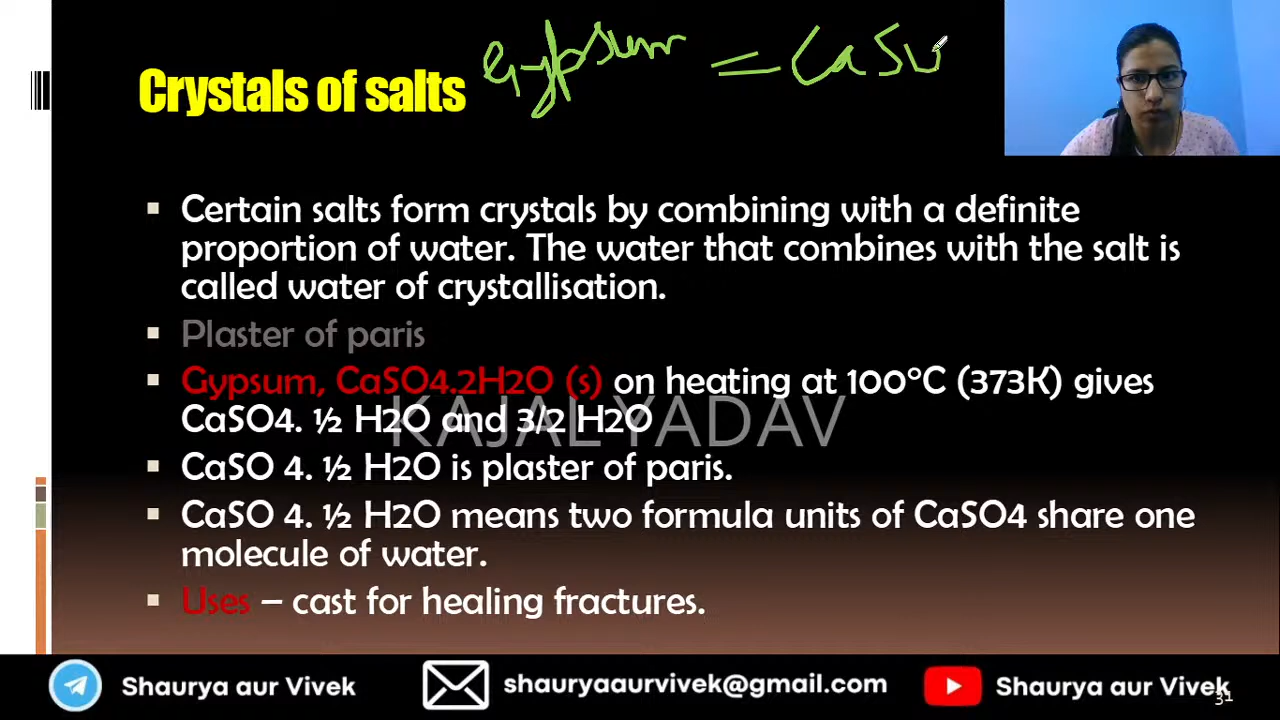 Gypsum = CaSO
Crystals of salts
Certain salts form crystals by combining with a definite
proportion of water. The water that combines with the salt is
called water of crystallisation.
Plaster of paris
Gypsum, CaSO4.2H2O (s) on heating at 100°C (373K) gives
CaSO4. ½ H2O and 3/2 H2O
KAJAL YADAV
CaSO 4. ½ H2O is plaster of paris.
CaSO 4. ½ H2O means two formula units of CaSO4 share one
molecule of water.
Uses – cast for healing fractures.
Shaurya aur Vivek
shauryaaurvivek@gmail.com
Shaurya aur Vivek
31